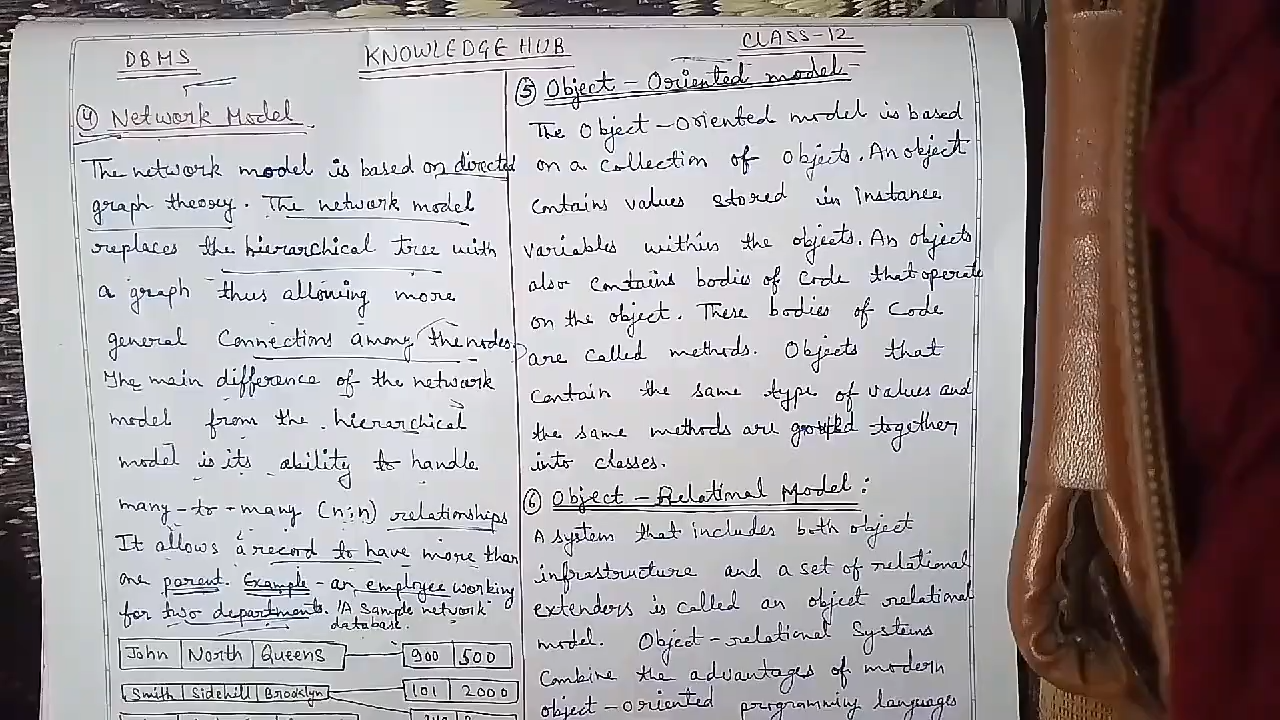 DBMS
KNOWLEDGE HUB
CLASS-12
④ Network Model
The network model is based on directed
graph theory. The network model
replaces the hierarchical tree with
a graph thus allowing more
general Connections among the nodes.
The main difference of the network
model from the hierarchical
model is its ability to handle
many-to-many (n:n) relationships
It allows a record to have more than
one parent. Example - an employee working
for two departments. "A sample network
database.
John North Queens 900 500
Smith Sidehill Brooklyn 101 2000
⑤ Object-Oriented model
The Object-Oriented model is based
on a collection of objects. An object
contains values stored in instance
variables within the objects. An objects
also contains bodies of code that operate
on the object. These bodies of code
are called methods. Objects that
contain the same type of values and
the same methods are grouped together
into classes.
⑥ Object-Relational Model:
A system that includes both object
infrastructure and a set of relational
extenders is called an object relational
model. Object-relational Systems
Combine the advantages of modern
object-oriented programming languages